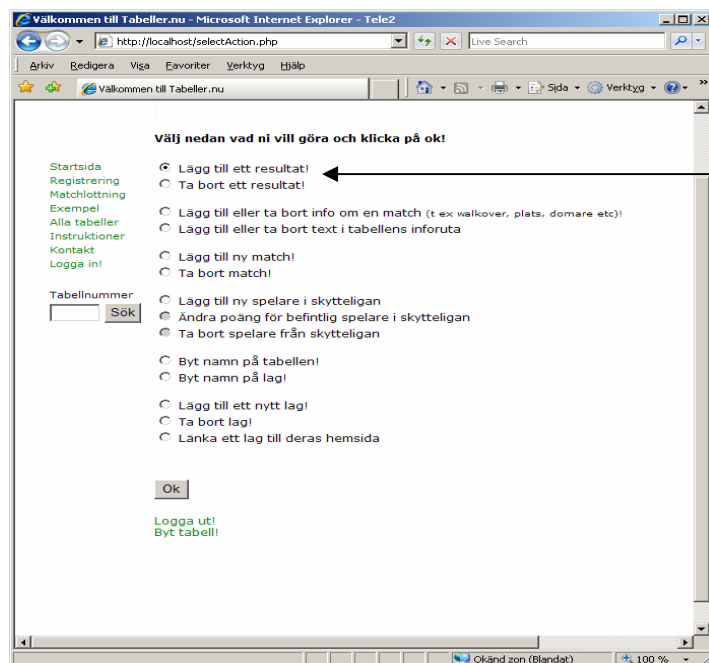 Välkommen till Tabeller.nu - Microsoft Internet Explorer - Tele2
http://localhost/selectAction.php
Live Search
Arkiv Redigera Visa Favoriter Verktyg Hjälp
Välkommen till Tabeller.nu
Sida Verktyg »
Välj nedan vad ni vill göra och klicka på ok!
Startsida
Registrering
Matchlottning
Exempel
Alla tabeller
Instruktioner
Kontakt
Logga in!
Tabellnummer
Sök
Lägg till ett resultat!
Ta bort ett resultat!
Lägg till eller ta bort info om en match (t ex walkover, plats, domare etc)!
Lägg till eller ta bort text i tabellens inforuta
Lägg till ny match!
Ta bort match!
Lägg till ny spelare i skytteligan
Ändra poäng för befintlig spelare i skytteligan
Ta bort spelare från skytteligan
Byt namn på tabellen!
Byt namn på lag!
Lägg till ett nytt lag!
Ta bort lag!
Länka ett lag till deras hemsida
Ok
Logga ut!
Byt tabell!
Okänd zon (Blandat) 100 %